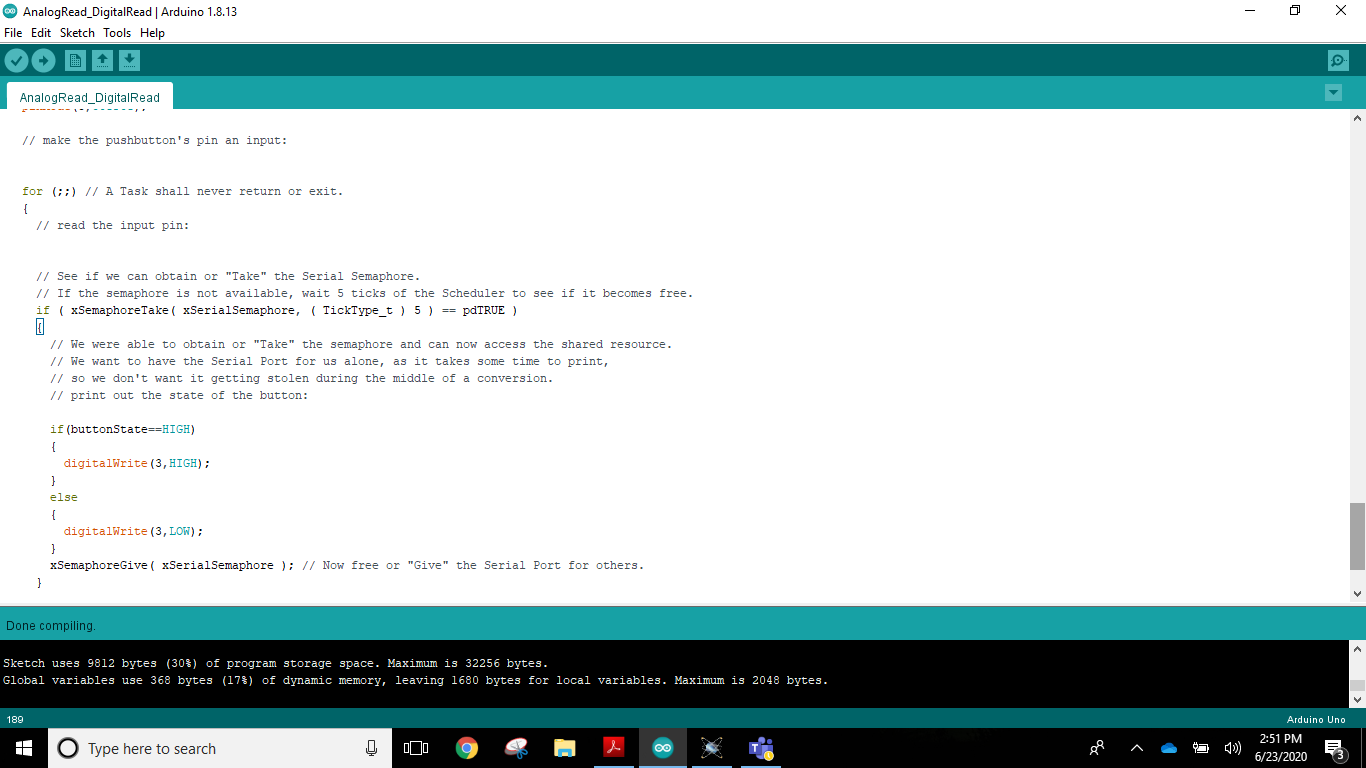 AnalogRead_DigitalRead | Arduino 1.8.13
File Edit Sketch Tools Help
AnalogRead_DigitalRead
// make the pushbutton's pin an input:
for (;;) // A Task shall never return or exit.
{
// read the input pin:
// See if we can obtain or "Take" the Serial Semaphore.
// If the semaphore is not available, wait 5 ticks of the Scheduler to see if it becomes free.
if ( xSemaphoreTake( xSerialSemaphore, ( TickType_t ) 5 ) == pdTRUE )
{
// We were able to obtain or "Take" the semaphore and can now access the shared resource.
// We want to have the Serial Port for us alone, as it takes some time to print,
// so we don't want it getting stolen during the middle of a conversion.
// print out the state of the button:
if(buttonState==HIGH)
{
digitalWrite(3,HIGH);
}
else
{
digitalWrite(3,LOW);
}
xSemaphoreGive( xSerialSemaphore ); // Now free or "Give" the Serial Port for others.
}
Done compiling.
Sketch uses 9812 bytes (30%) of program storage space. Maximum is 32256 bytes.
Global variables use 368 bytes (17%) of dynamic memory, leaving 1680 bytes for local variables. Maximum is 2048 bytes.
189
Arduino Uno
Type here to search
2:51 PM
6/23/2020
3